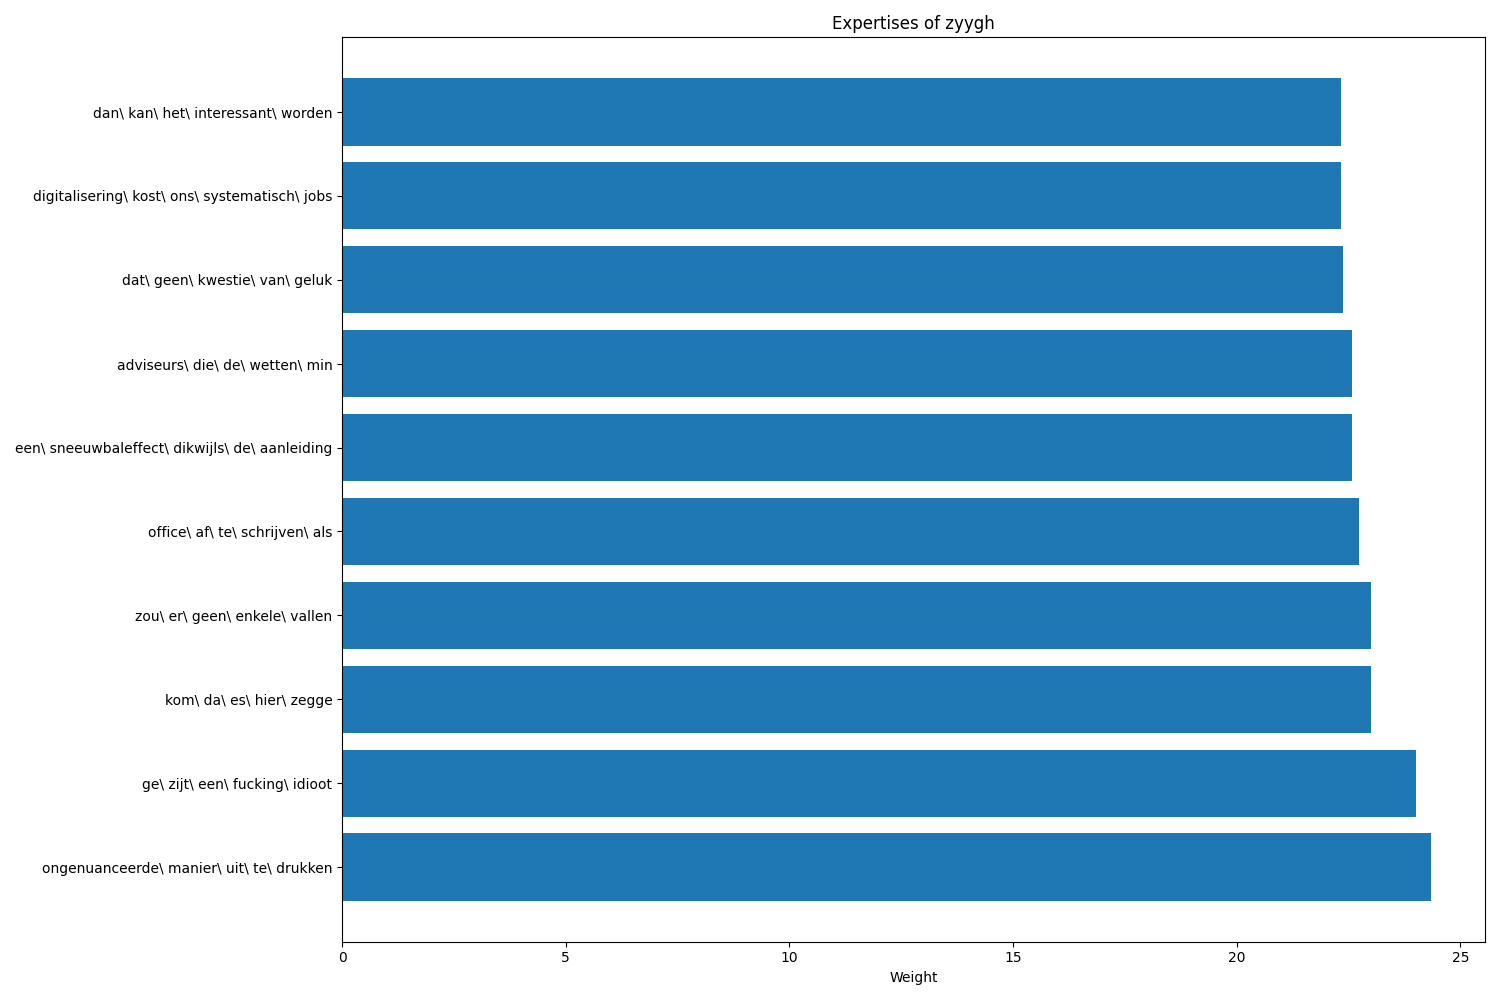 Expertises of zyygh
dan\ kan\ het\ interessant\ worden
digitalisering\ kost\ ons\ systematisch\ jobs
dat\ geen\ kwestie\ van\ geluk
adviseurs\ die\ de\ wetten\ min
een\ sneeuwbaleffect\ dikwijls\ de\ aanleiding
office\ af\ te\ schrijven\ als
zou\ er\ geen\ enkele\ vallen
kom\ da\ es\ hier\ zegge
ge\ zijt\ een\ fucking\ idioot
ongenuanceerde\ manier\ uit\ te\ drukken
0 5 10 15 20 25
Weight